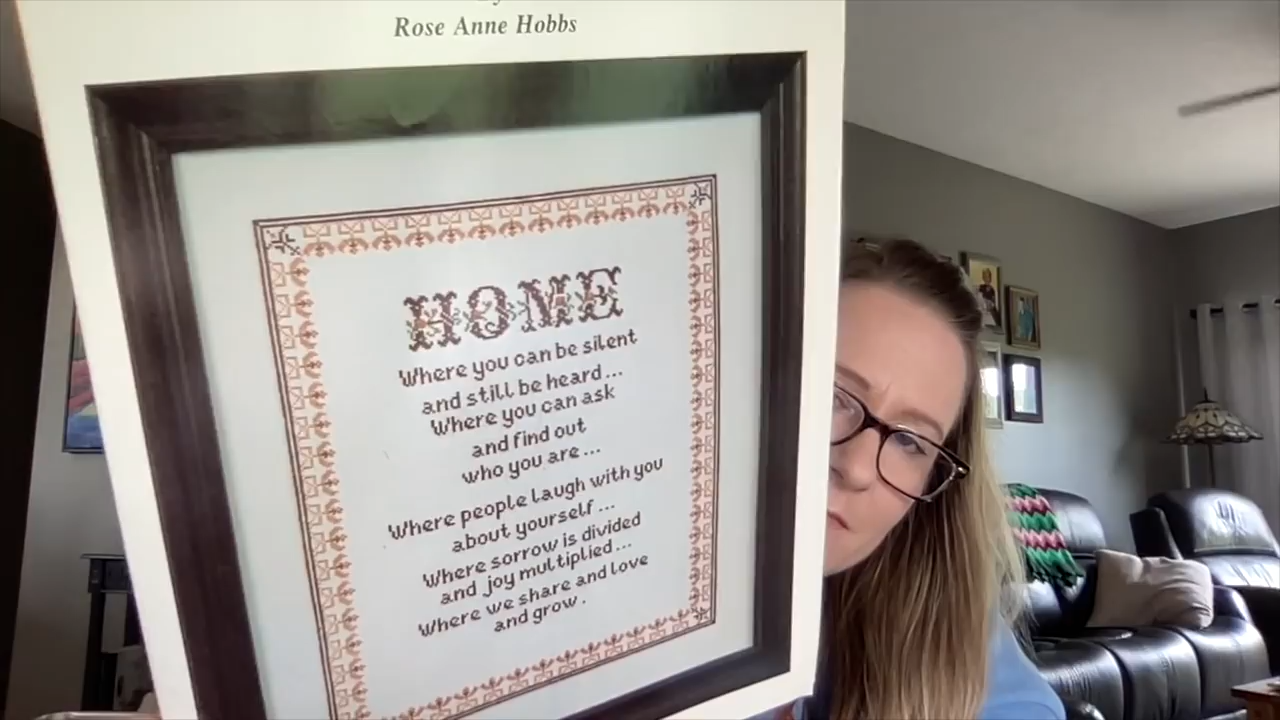 Rose Anne Hobbs
HOME
Where you can be silent
and still be heard...
Where you can ask
and find out
who you are...
Where people laugh with you
about yourself...
Where sorrow is divided
and joy multiplied...
Where we share and love
and grow.